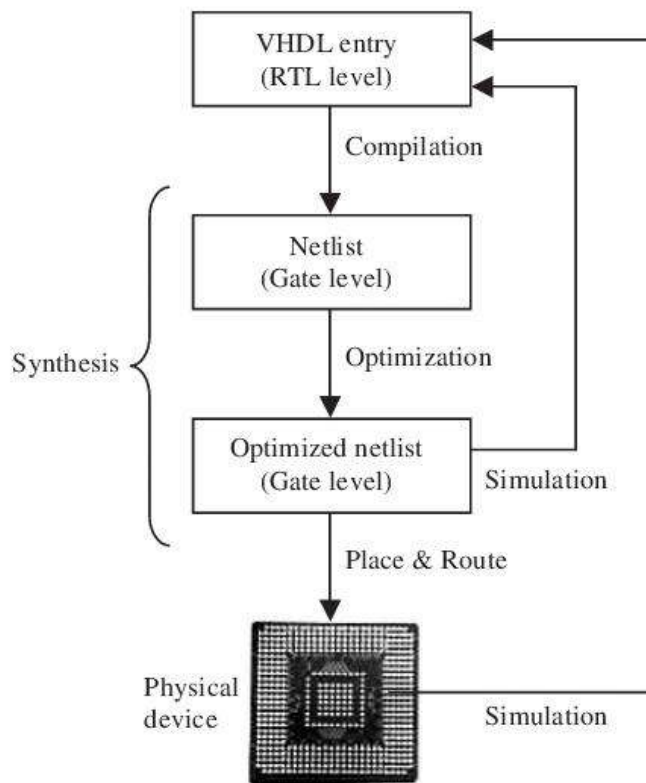 VHDL entry
(RTL level)
Compilation
Netlist
(Gate level)
Synthesis
Optimization
Optimized netlist
(Gate level)
Simulation
Place & Route
Physical
device
Simulation